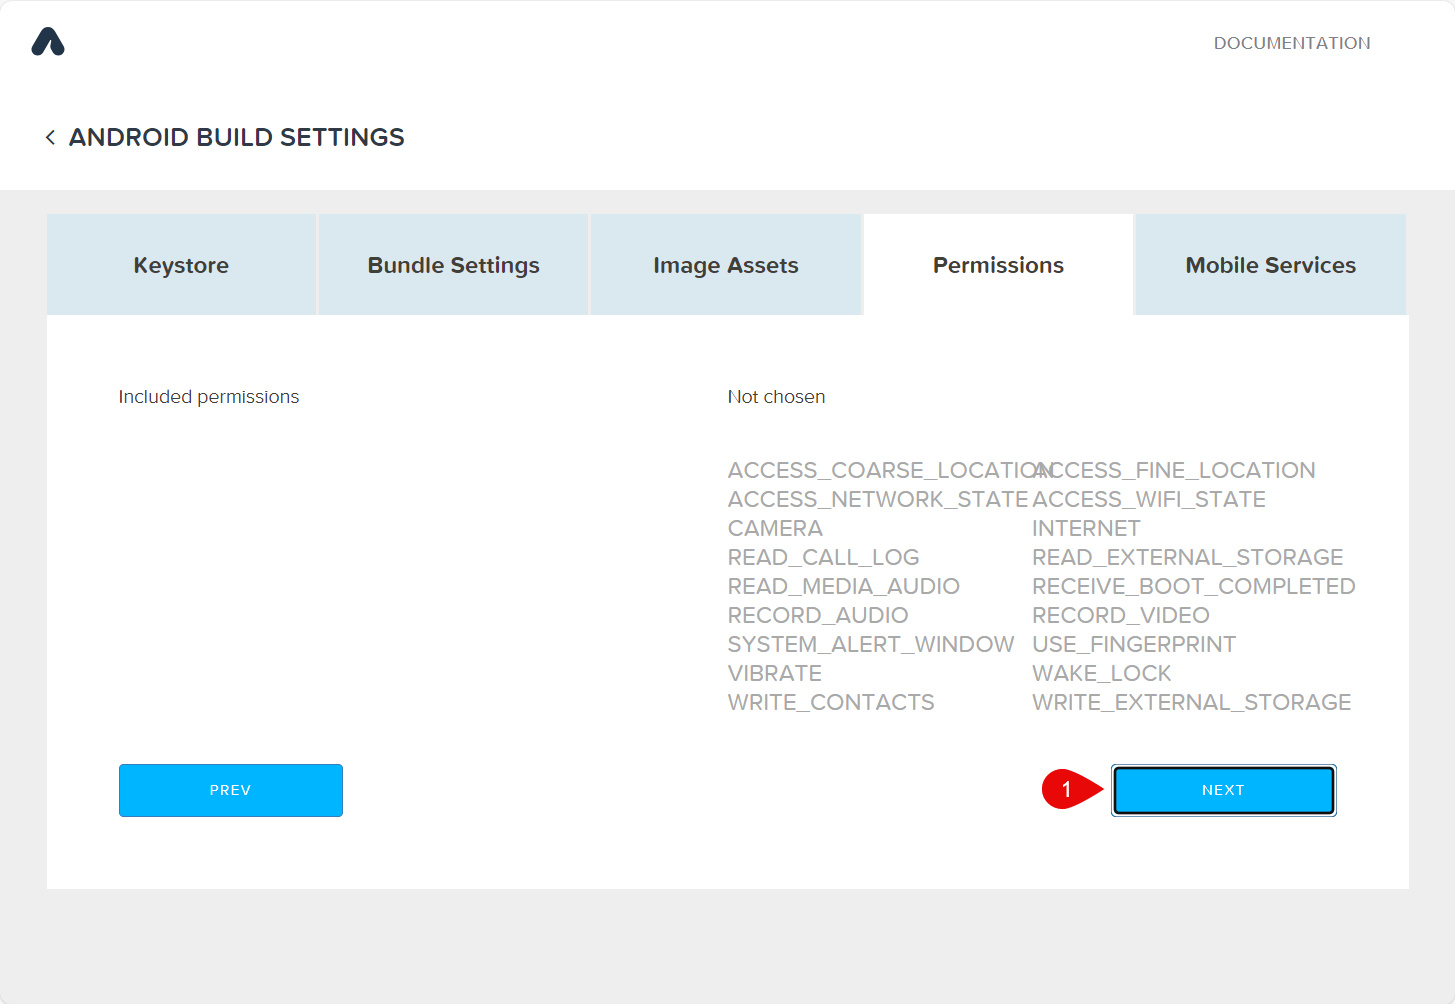 DOCUMENTATION
ANDROID BUILD SETTINGS
Keystore
Bundle Settings
Image Assets
Permissions
Mobile Services
Included permissions
Not chosen
ACCESS_COARSE_LOCATION ACCESS_FINE_LOCATION
ACCESS_NETWORK_STATE ACCESS_WIFI_STATE
CAMERA INTERNET
READ_CALL_LOG READ_EXTERNAL_STORAGE
READ_MEDIA_AUDIO RECEIVE_BOOT_COMPLETED
RECORD_AUDIO RECORD_VIDEO
SYSTEM_ALERT_WINDOW USE_FINGERPRINT
VIBRATE WAKE_LOCK
WRITE_CONTACTS WRITE_EXTERNAL_STORAGE
PREV
1
NEXT